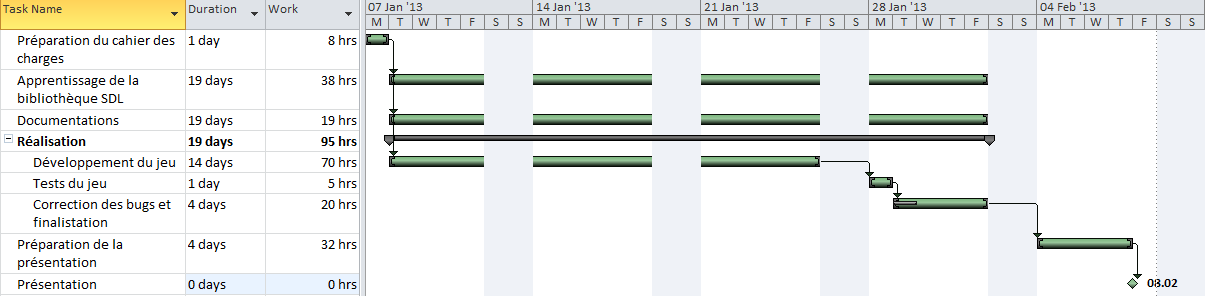 Task Name Duration Work 07 Jan '13 14 Jan '13 21 Jan '13 28 Jan '13 04 Feb '13
M T W T F S S M T W T F S S M T W T F S S M T W T F S S M T W T F S S
Préparation du cahier des 1 day 8 hrs
charges
Apprentissage de la 19 days 38 hrs
bibliothèque SDL
Documentations 19 days 19 hrs
Réalisation 19 days 95 hrs
Développement du jeu 14 days 70 hrs
Tests du jeu 1 day 5 hrs
Correction des bugs et 4 days 20 hrs
finalistation
Préparation de la 4 days 32 hrs
présentation
Présentation 0 days 0 hrs 08.02